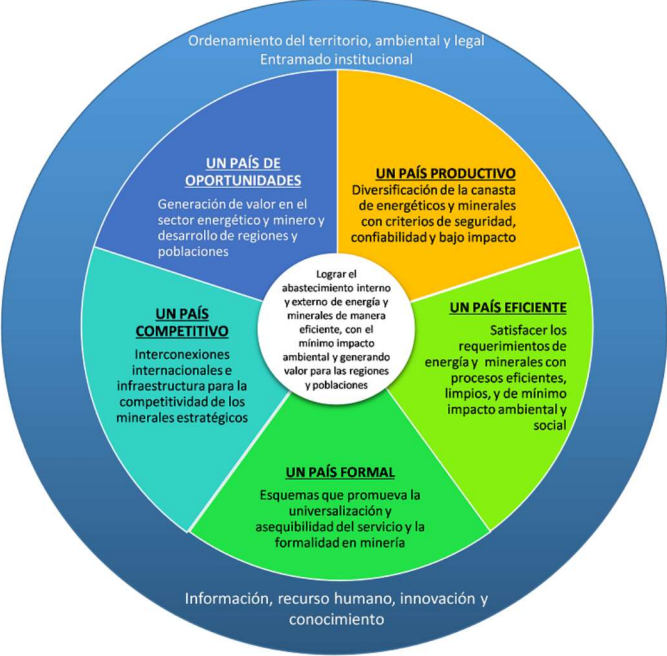 Ordenamiento del territorio, ambiental y legal
Entramado institucional
UN PAÍS DE
OPORTUNIDADES
Generación de valor en el
sector energético y minero y
desarrollo de regiones y
poblaciones
UN PAÍS PRODUCTIVO
Diversificación de la canasta
de energéticos y minerales
con criterios de seguridad,
confiabilidad y bajo impacto
Lograr el
abastecimiento interno
y externo de energía y
minerales de manera
eficiente, con el
mínimo impacto
ambiental y generando
valor para las regiones
y poblaciones
UN PAÍS
COMPETITIVO
Interconexiones
internacionales e
infraestructura para la
competitividad de los
minerales estratégicos
UN PAÍS EFICIENTE
Satisfacer los
requerimientos de
energía y minerales con
procesos eficientes,
limpios, y de mínimo
impacto ambiental y
social
UN PAÍS FORMAL
Esquemas que promueva la
universalización y
asequibilidad del servicio y la
formalidad en minería
Información, recurso humano, innovación y
conocimiento